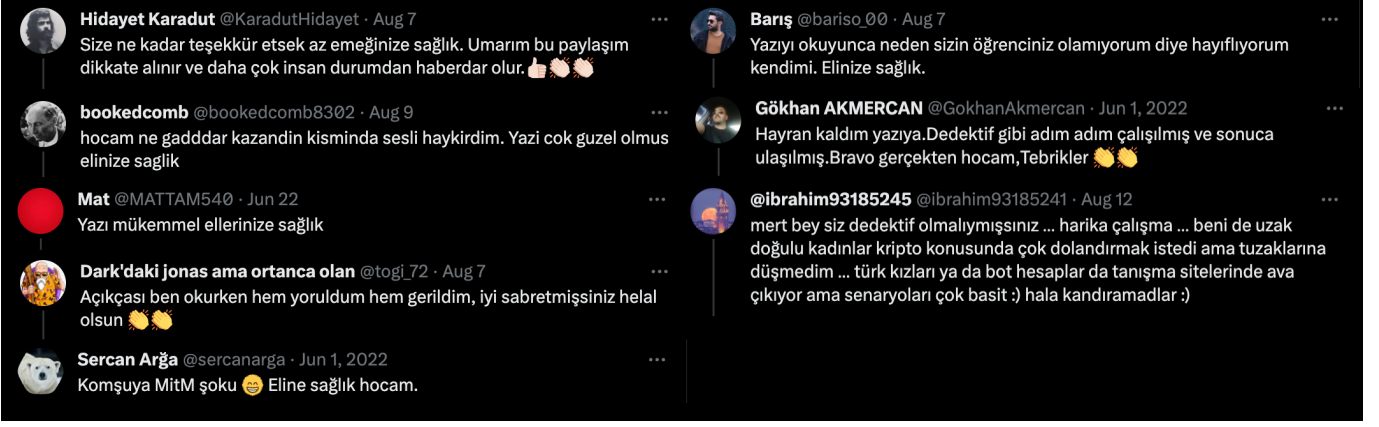 Hidayet Karadut @KaradutHidayet · Aug 7
Size ne kadar teşekkür etsek az emeğinize sağlık. Umarım bu paylaşım
dikkate alınır ve daha çok insan durumdan haberdar olur.👍🏻👏🏻👏🏻
bookedcomb @bookedcomb8302 · Aug 9
hocam ne gadddar kazandin kisminda sesli haykirdim. Yazi cok guzel olmus
elinize saglik
Mat @MATTAM540 · Jun 22
Yazı mükemmel ellerinize sağlık
Dark'daki jonas ama ortanca olan @togi_72 · Aug 7
Açıkçası ben okurken hem yoruldum hem gerildim, iyi sabretmişsiniz helal
olsun 👏👏
Sercan Arğa @sercanarga · Jun 1, 2022
Komşuya MitM şoku 😁 Eline sağlık hocam.
Barış @bariso_00 · Aug 7
Yazıyı okuyunca neden sizin öğrenciniz olamıyorum diye hayıflıyorum
kendimi. Elinize sağlık.
Gökhan AKMERCAN @GokhanAkmercan · Jun 1, 2022
Hayran kaldım yazıya.Dedektif gibi adım adım çalışılmış ve sonuca
ulaşılmış.Bravo gerçekten hocam,Tebrikler 👏👏
@ibrahim93185245 @ibrahim93185241 · Aug 12
mert bey siz dedektif olmalıymışsınız ... harika çalışma ... beni de uzak
doğulu kadınlar kripto konusunda çok dolandırmak istedi ama tuzaklarına
düşmedim ... türk kızları ya da bot hesaplar da tanışma sitelerinde ava
çıkıyor ama senaryoları çok basit :) hala kandıramadlar :)